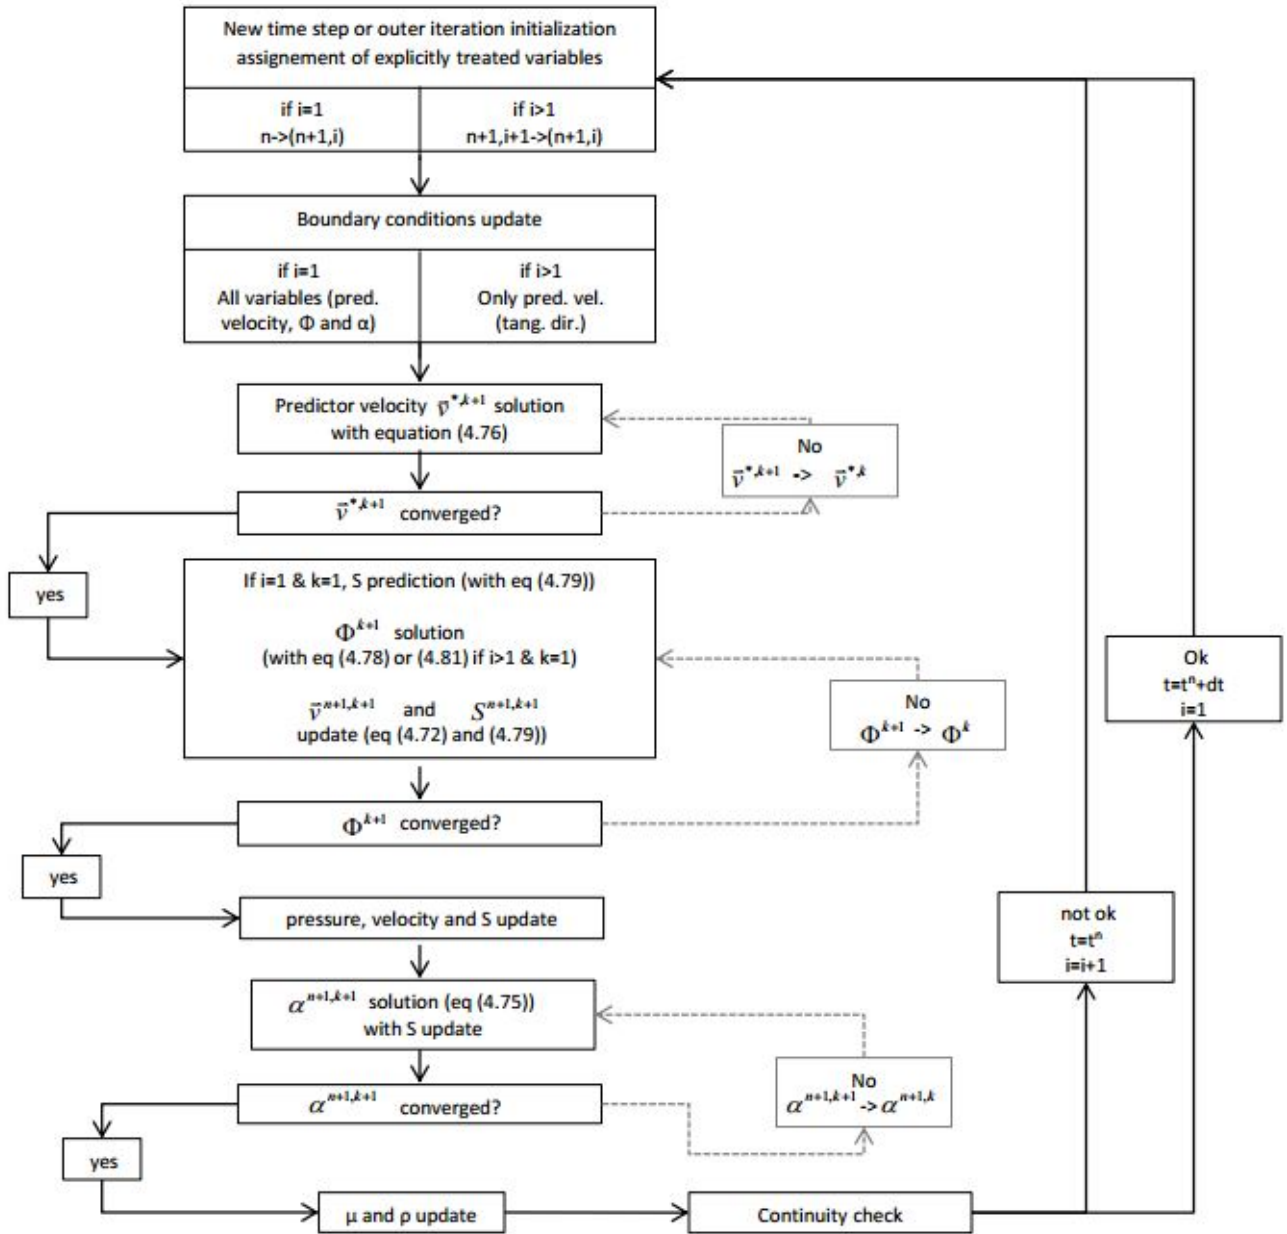 New time step or outer iteration initialization
assignement of explicitly treated variables
if i=1
n->(n+1,i)
if i>1
n+1,i+1->(n+1,i)
Boundary conditions update
if i=1
All variables (pred.
velocity, Φ and α)
if i>1
Only pred. vel.
(tang. dir.)
Predictor velocity v̄*,k+1 solution
with equation (4.76)
No
v̄*,k+1 -> v̄*,k
v̄*,k+1 converged?
yes
If i=1 & k=1, S prediction (with eq (4.79))
Φk+1 solution
(with eq (4.78) or (4.81) if i>1 & k=1)
v̄n+1,k+1 and Sn+1,k+1
update (eq (4.72) and (4.79))
No
Φk+1 -> Φk
Ok
t=tn+dt
i=1
Φk+1 converged?
yes
pressure, velocity and S update
not ok
t=tn
i=i+1
αn+1,k+1 solution (eq (4.75))
with S update
No
αn+1,k+1->αn+1,k
αn+1,k+1 converged?
yes
μ and ρ update
Continuity check